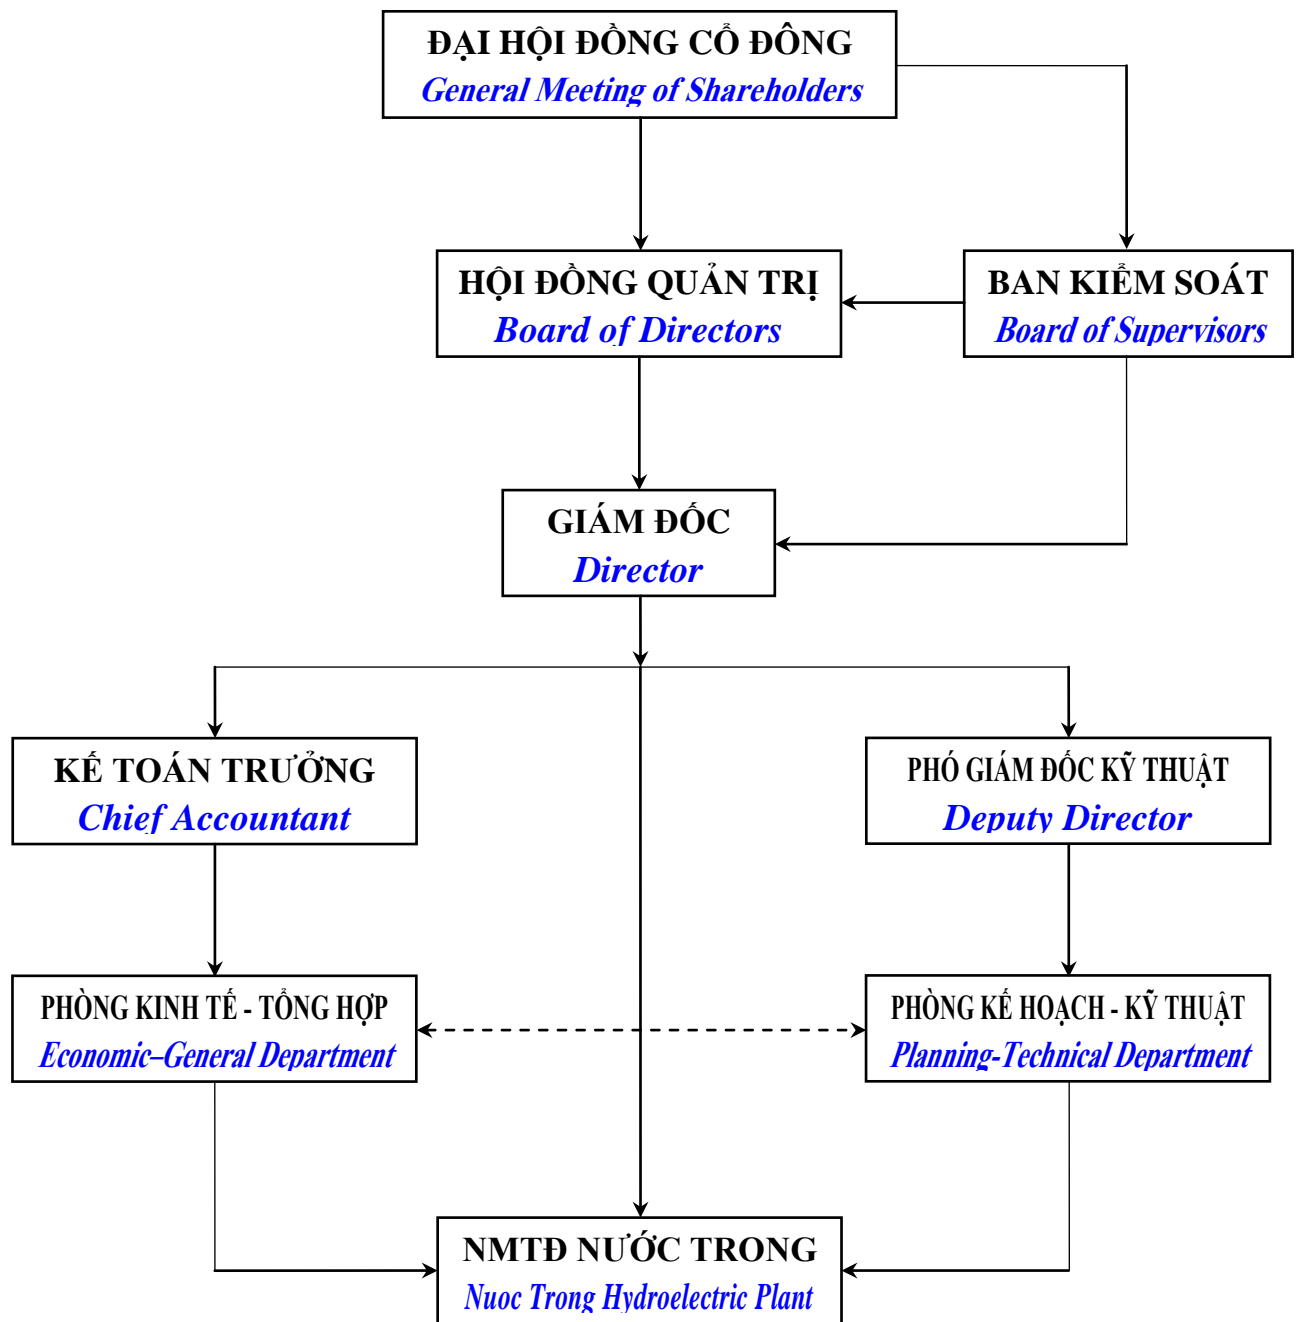 ĐẠI HỘI ĐỒNG CỔ ĐÔNG
General Meeting of Shareholders
HỘI ĐỒNG QUẢN TRỊ
Board of Directors
BAN KIỂM SOÁT
Board of Supervisors
GIÁM ĐỐC
Director
KẾ TOÁN TRƯỞNG
Chief Accountant
PHÓ GIÁM ĐỐC KỸ THUẬT
Deputy Director
PHÒNG KINH TẾ - TỔNG HỢP
Economic–General Department
PHÒNG KẾ HOẠCH - KỸ THUẬT
Planning-Technical Department
NMTĐ NƯỚC TRONG
Nuoc Trong Hydroelectric Plant